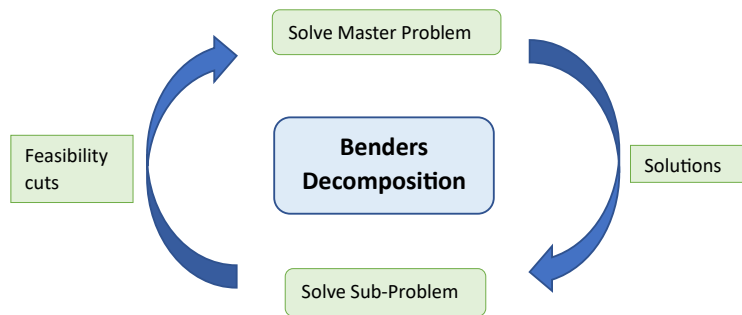 Solve Master Problem
Benders
Decomposition
Feasibility
cuts
Solutions
Solve Sub-Problem